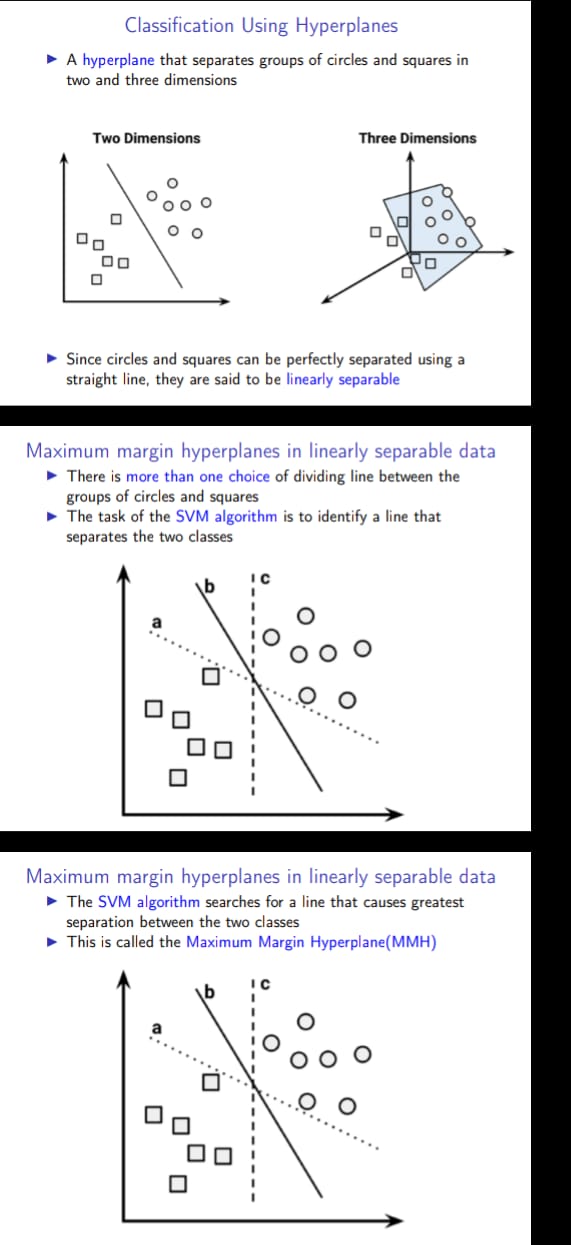 Classification Using Hyperplanes
► A hyperplane that separates groups of circles and squares in
two and three dimensions
Two Dimensions
Three Dimensions
► Since circles and squares can be perfectly separated using a
straight line, they are said to be linearly separable
Maximum margin hyperplanes in linearly separable data
► There is more than one choice of dividing line between the
groups of circles and squares
► The task of the SVM algorithm is to identify a line that
separates the two classes
a
b
c
Maximum margin hyperplanes in linearly separable data
► The SVM algorithm searches for a line that causes greatest
separation between the two classes
► This is called the Maximum Margin Hyperplane(MMH)
a
b
c